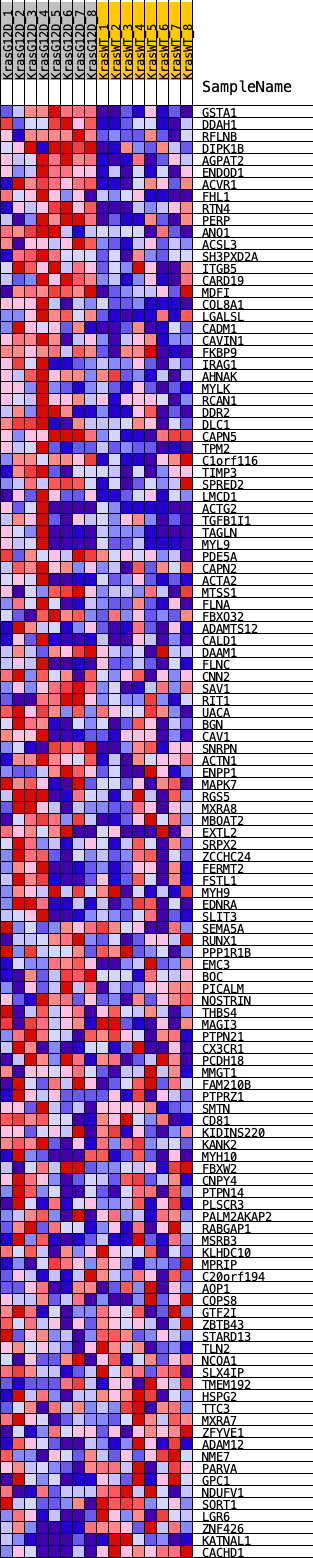 KrasG12D_1
KrasG12D_2
KrasG12D_3
KrasG12D_4
KrasG12D_5
KrasG12D_6
KrasG12D_7
KrasG12D_8
KrasWT_1
KrasWT_2
KrasWT_3
KrasWT_4
KrasWT_5
KrasWT_6
KrasWT_7
KrasWT_8
SampleName
GSTA1
DDAH1
RFLNB
DIPK1B
AGPAT2
ENDOD1
ACVR1
FHL1
RTN4
PERP
ANO1
ACSL3
SH3PXD2A
ITGB5
CARD19
MDFI
COL8A1
LGALSL
CADM1
CAVIN1
FKBP9
IRAG1
AHNAK
MYLK
RCAN1
DDR2
DLC1
CAPN5
TPM2
C1orf116
TIMP3
SPRED2
LMCD1
ACTG2
TGFB1I1
TAGLN
MYL9
PDE5A
CAPN2
ACTA2
MTSS1
FLNA
FBXO32
ADAMTS12
CALD1
DAAM1
FLNC
CNN2
SAV1
RIT1
UACA
BGN
CAV1
SNRPN
ACTN1
ENPP1
MAPK7
RGS5
MXRA8
MBOAT2
EXTL2
SRPX2
ZCCHC24
FERMT2
FSTL1
MYH9
EDNRA
SLIT3
SEMA5A
RUNX1
PPP1R1B
EMC3
BOC
PICALM
NOSTRIN
THBS4
MAGI3
PTPN21
CX3CR1
PCDH18
MMGT1
FAM210B
PTPRZ1
SMTN
CD81
KIDINS220
KANK2
MYH10
FBXW2
CNPY4
PTPN14
PLSCR3
PALM2AKAP2
RABGAP1
MSRB3
KLHDC10
MPRIP
C20orf194
AQP1
COPS8
GTF2I
ZBTB43
STARD13
TLN2
NCOA1
SLX4IP
TMEM192
HSPG2
TTC3
MXRA7
ZFYVE1
ADAM12
NME7
PARVA
GPC1
NDUFV1
SORT1
LGR6
ZNF426
KATNAL1
CACHD1